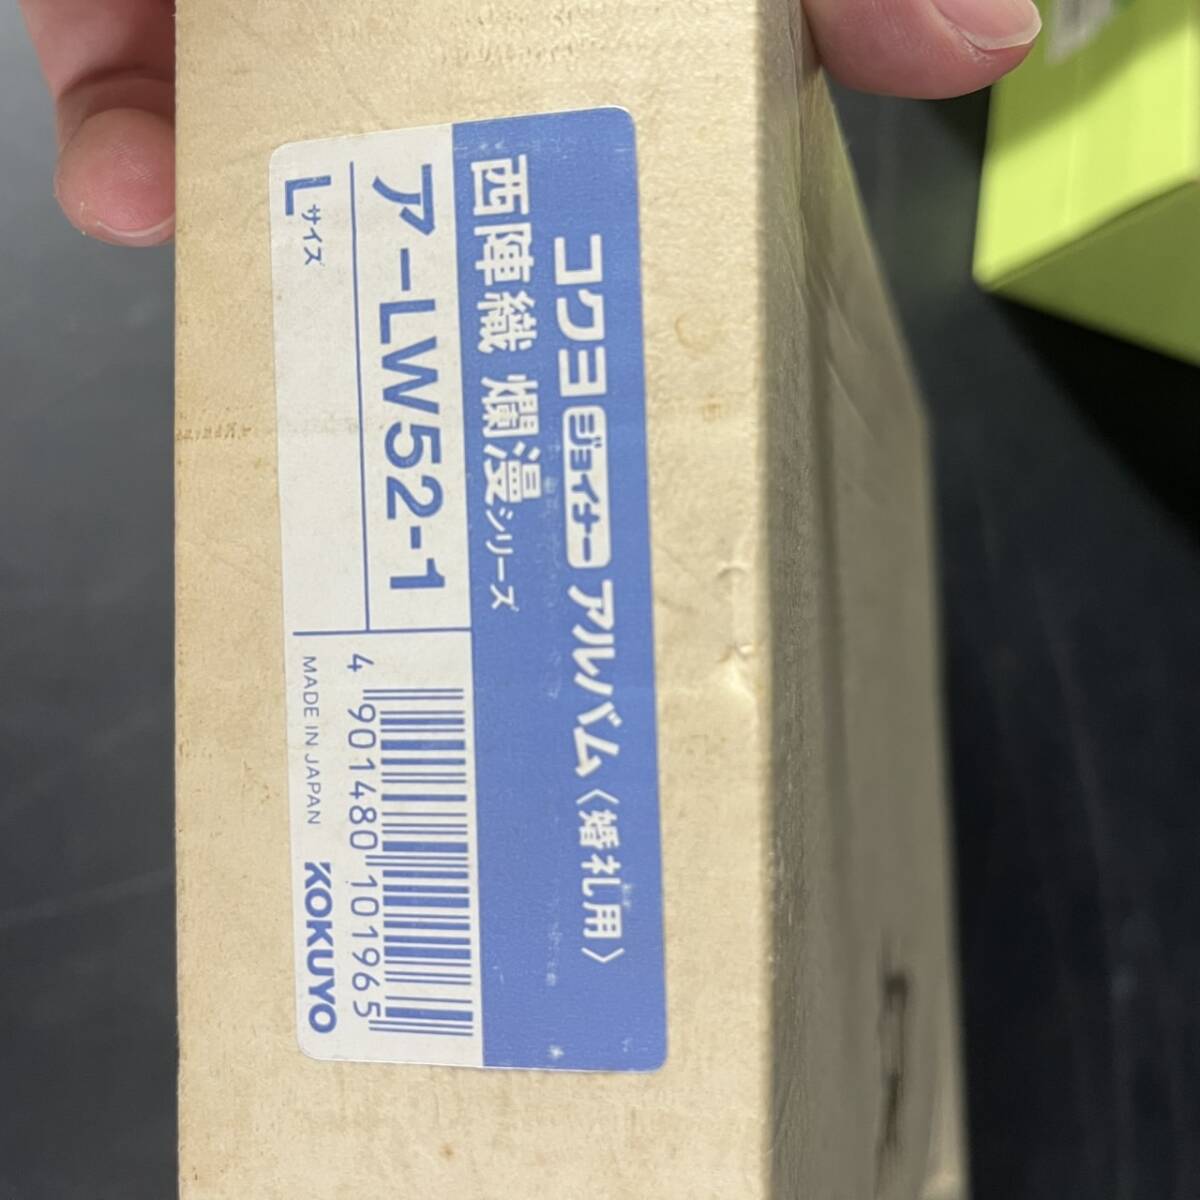 コクヨ ジョイナー アルバム〈婚礼用〉
西陣織 爛漫シリーズ
ア-LW52-1
Lサイズ
4 901480 101965
MADE IN JAPAN KOKUYO